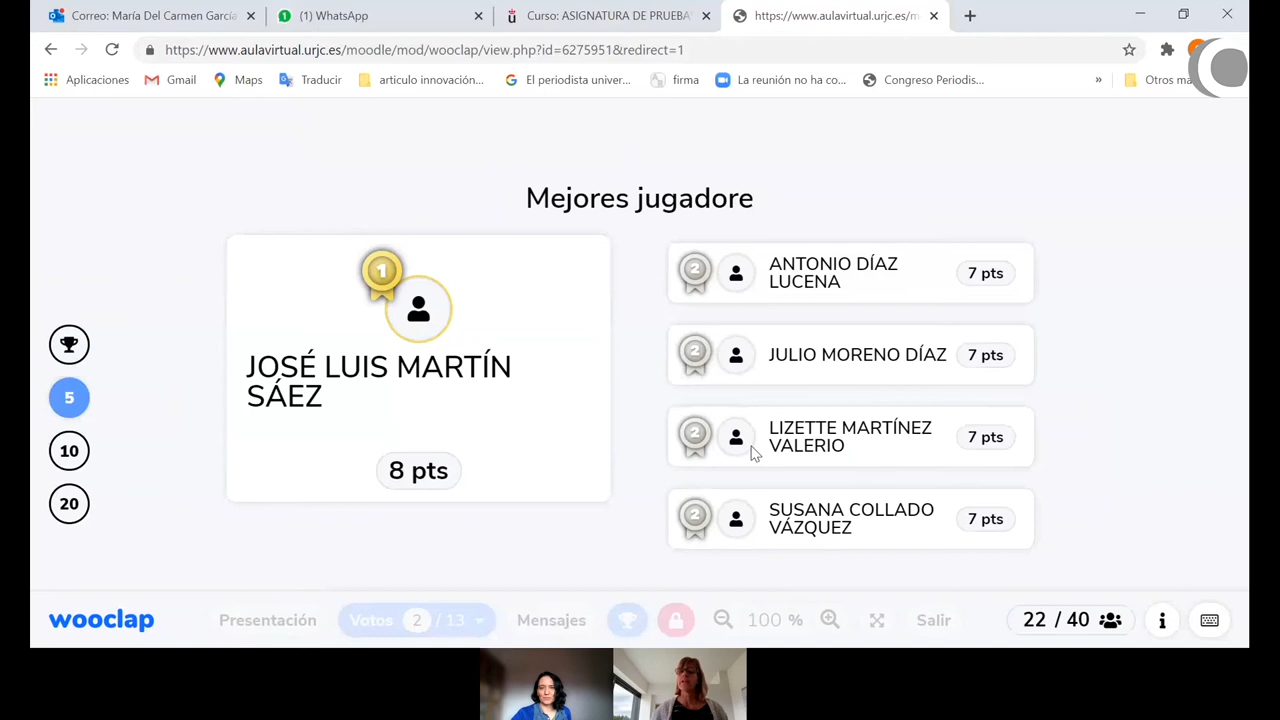 Correo: María Del Carmen García
(1) WhatsApp
Curso: ASIGNATURA DE PRUEBA
https://www.aulavirtual.urjc.es/m
https://www.aulavirtual.urjc.es/moodle/mod/wooclap/view.php?id=6275951&redirect=1
Aplicaciones
Gmail
Maps
Traducir
articulo innovación...
El periodista univer...
firma
La reunión no ha co...
Congreso Periodis...
»
Otros ma
Mejores jugadore
1
JOSÉ LUIS MARTÍN
SÁEZ
8 pts
2
ANTONIO DÍAZ
LUCENA
7 pts
2
JULIO MORENO DÍAZ
7 pts
2
LIZETTE MARTÍNEZ
VALERIO
7 pts
2
SUSANA COLLADO
VÁZQUEZ
7 pts
5
10
20
wooclap
Presentación
Votos 2 / 13
Mensajes
100 %
Salir
22 / 40